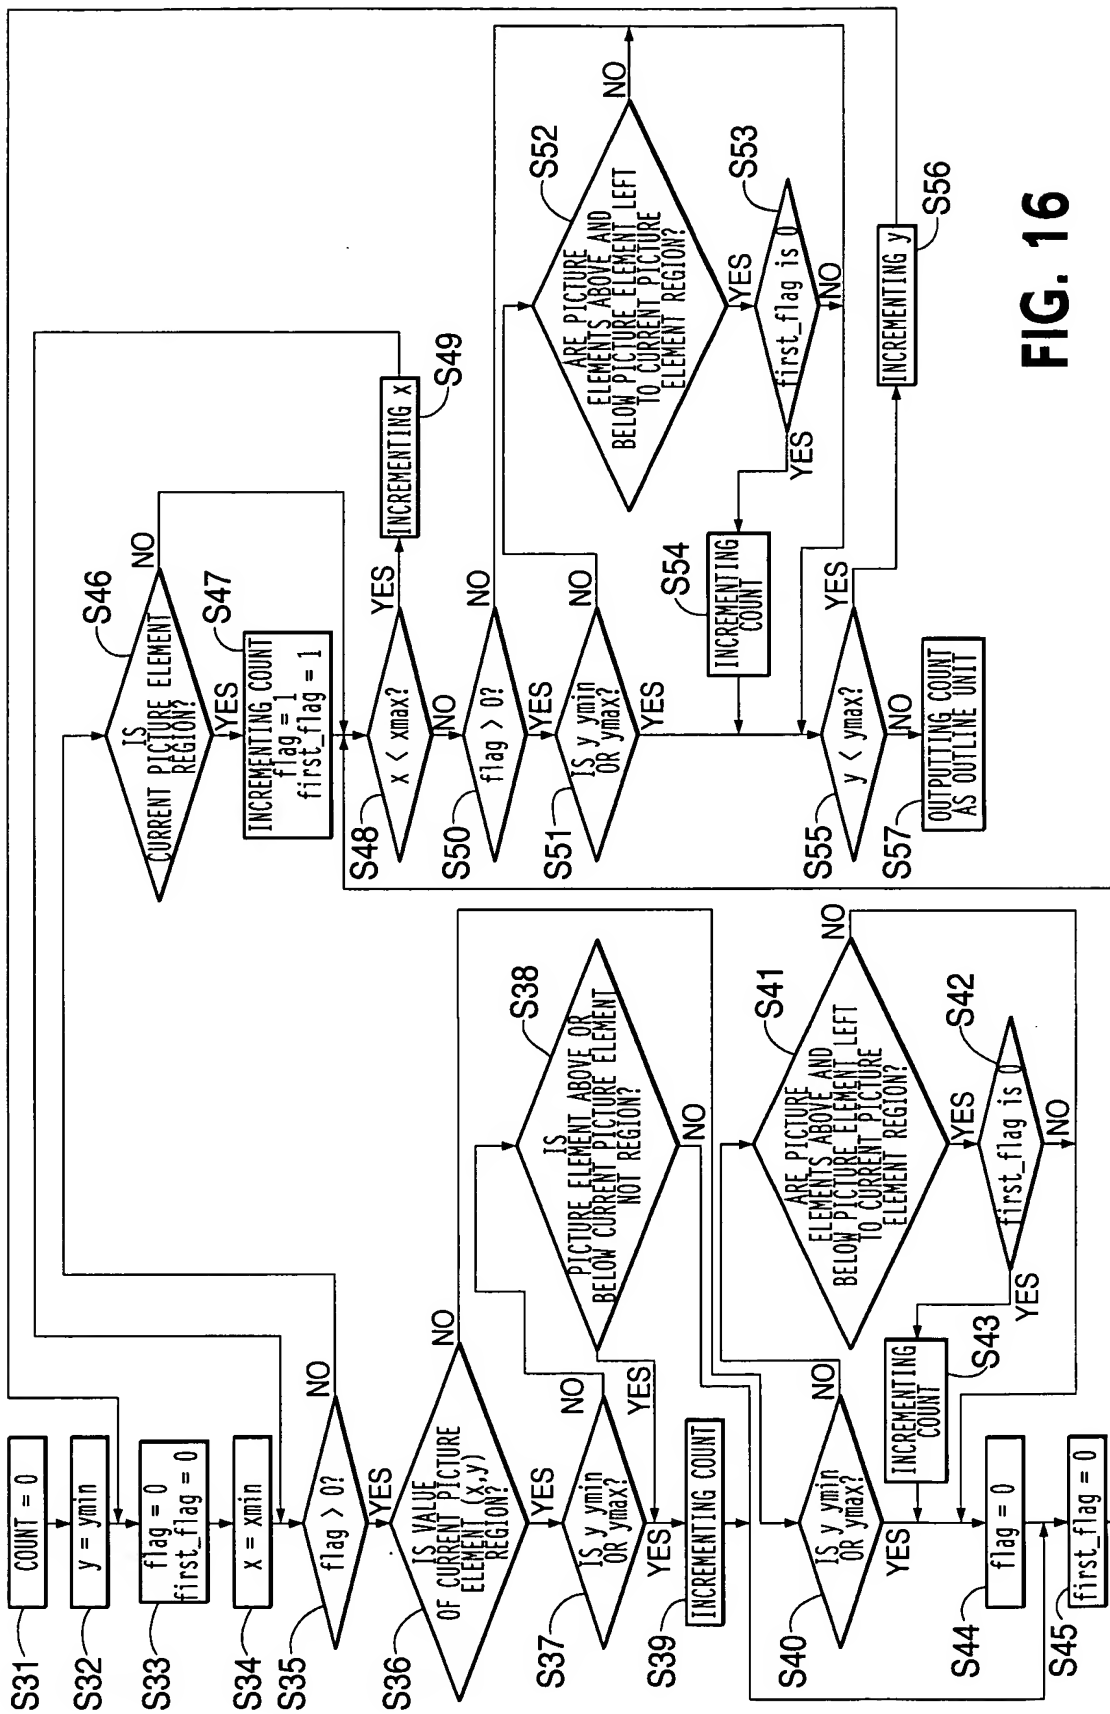 S31
COUNT = 0
S32
y = ymin
S33
flag = 0
first_flag = 0
S34
x = xmin
S35
flag > 0?
NO
YES
S36
IS VALUE
OF CURRENT PICTURE
ELEMENT (x,y)
REGION?
NO
YES
S37
IS y ymin
OR ymax?
NO
YES
S38
IS
PICTURE ELEMENT ABOVE OR
BELOW CURRENT PICTURE ELEMENT
NOT REGION?
NO
YES
S39
INCREMENTING COUNT
S40
IS y ymin
OR ymax?
NO
YES
S41
ARE PICTURE
ELEMENTS ABOVE AND
BELOW PICTURE ELEMENT LEFT
TO CURRENT PICTURE
ELEMENT REGION?
NO
YES
S42
first_flag is 0
NO
YES
S43
INCREMENTING
COUNT
S44
flag = 0
S45
first_flag = 0
S46
IS
CURRENT PICTURE ELEMENT
REGION?
NO
YES
S47
INCREMENTING COUNT
flag = 1
first_flag = 1
S48
x < xmax?
YES
NO
S49
INCREMENTING x
S50
flag > 0?
NO
YES
S51
IS y ymin
OR ymax?
NO
YES
S52
ARE PICTURE
ELEMENTS ABOVE AND
BELOW PICTURE ELEMENT LEFT
TO CURRENT PICTURE
ELEMENT REGION?
NO
YES
S53
first_flag is 0
NO
YES
S54
INCREMENTING
COUNT
S55
y < ymax?
YES
NO
S56
INCREMENTING y
S57
OUTPUTING COUNT
AS OUTLINE UNIT
FIG. 16